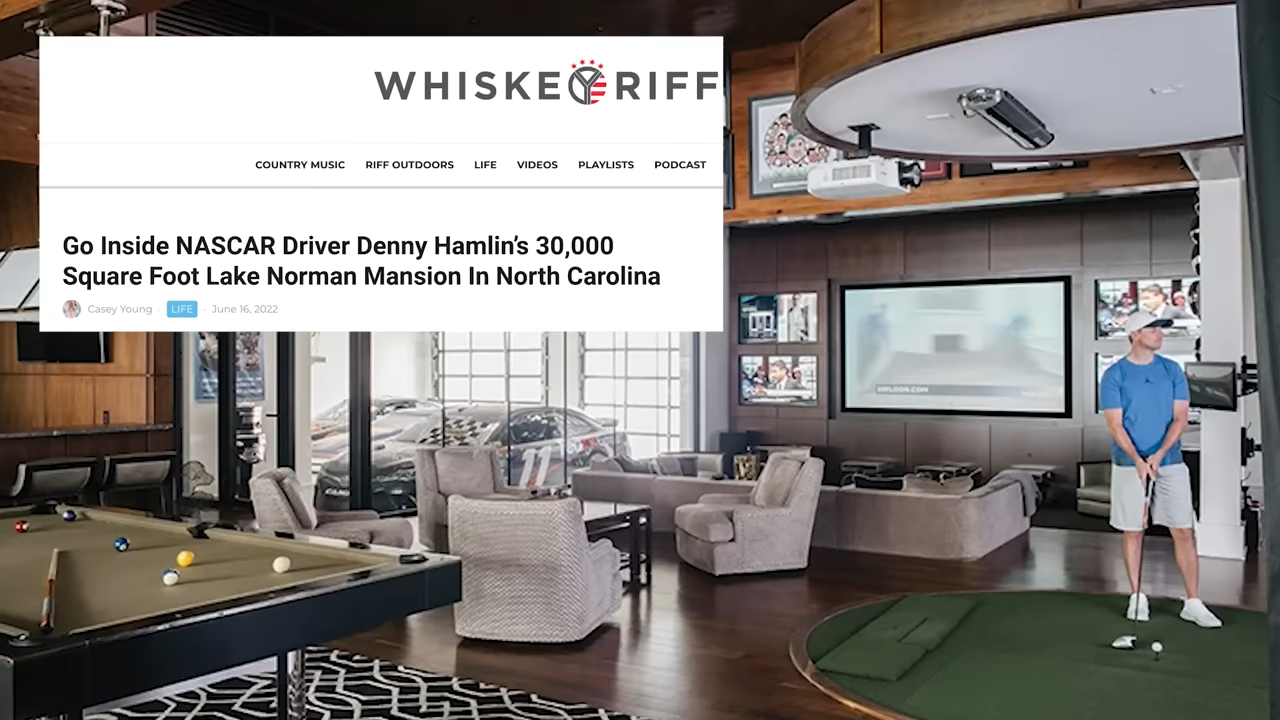 WHISKEY RIFF
COUNTRY MUSIC RIFF OUTDOORS LIFE VIDEOS PLAYLISTS PODCAST
Go Inside NASCAR Driver Denny Hamlin's 30,000
Square Foot Lake Norman Mansion In North Carolina
Casey Young · LIFE · June 16, 2022
11